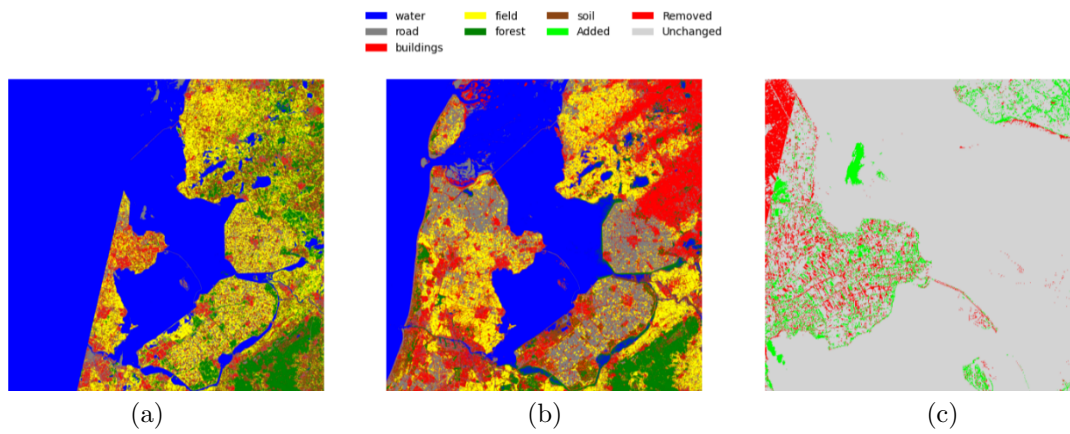 water field soil Removed
road forest Added Unchanged
buildings
(a) (b) (c)